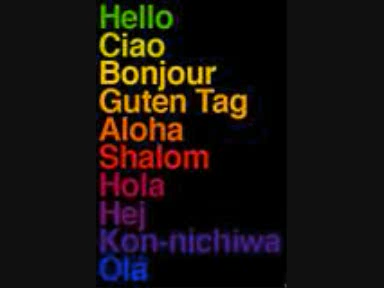 Hello
Ciao
Bonjour
Guten Tag
Aloha
Shalom
Hola
Hej
Kon-nichiwa
Olá